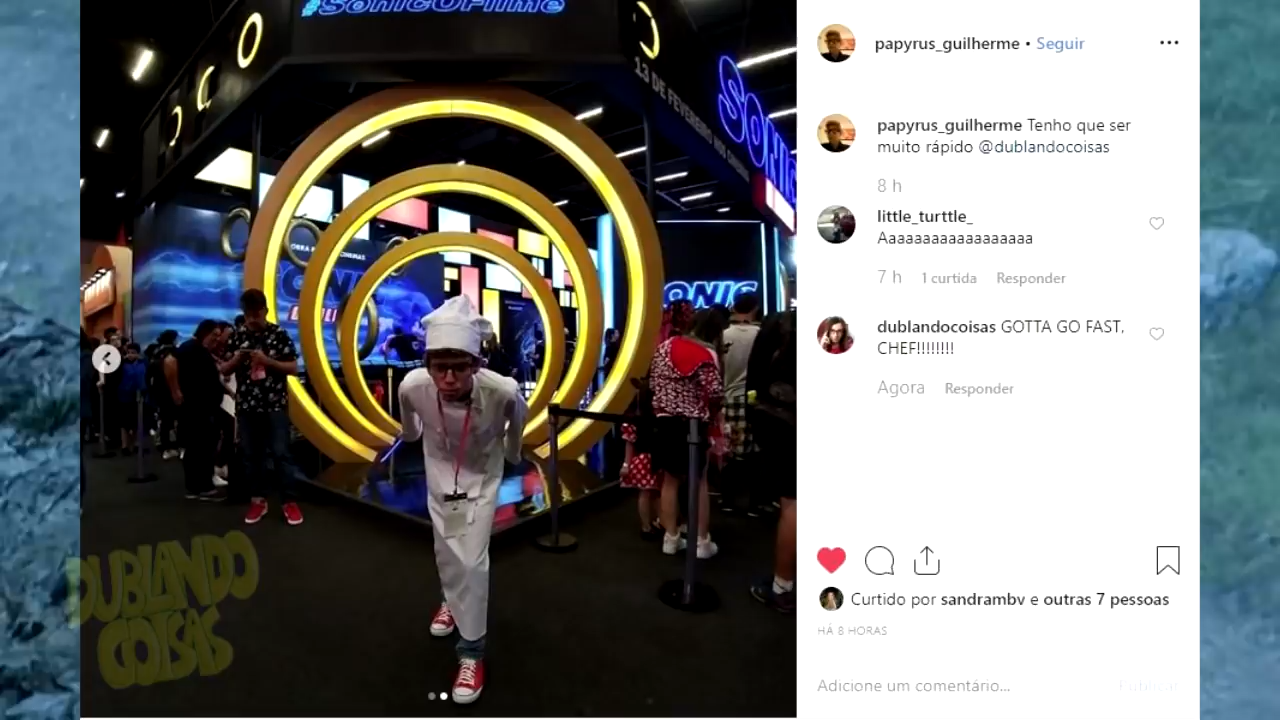 #SonicOFilme
13 DE FEVEREIRO NOS CINEMAS
SONIC
SONIC
ONIC
DUBLANDO
COISAS
papyrus_guilherme • Seguir
papyrus_guilherme Tenho que ser
muito rápido @dublandocoisas
8 h
little_turttle_
Aaaaaaaaaaaaaaaaaa
7 h 1 curtida Responder
dublandocoisas GOTTA GO FAST,
CHEF!!!!!!!!
Agora Responder
Curtido por sandrambv e outras 7 pessoas
HÁ 8 HORAS
Adicione um comentário...
Publicar